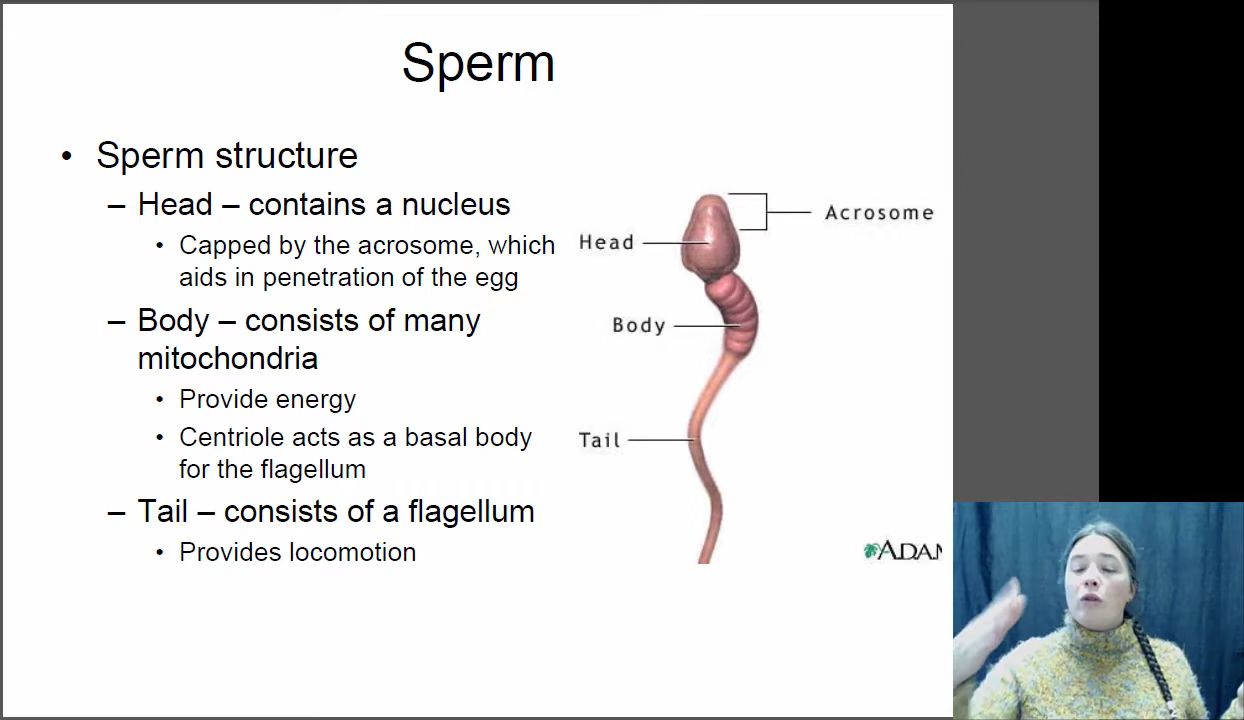 Sperm
• Sperm structure
– Head – contains a nucleus
• Capped by the acrosome, which
aids in penetration of the egg
– Body – consists of many
mitochondria
• Provide energy
• Centriole acts as a basal body
for the flagellum
– Tail – consists of a flagellum
• Provides locomotion
Acrosome
Head
Body
Tail
ADAM